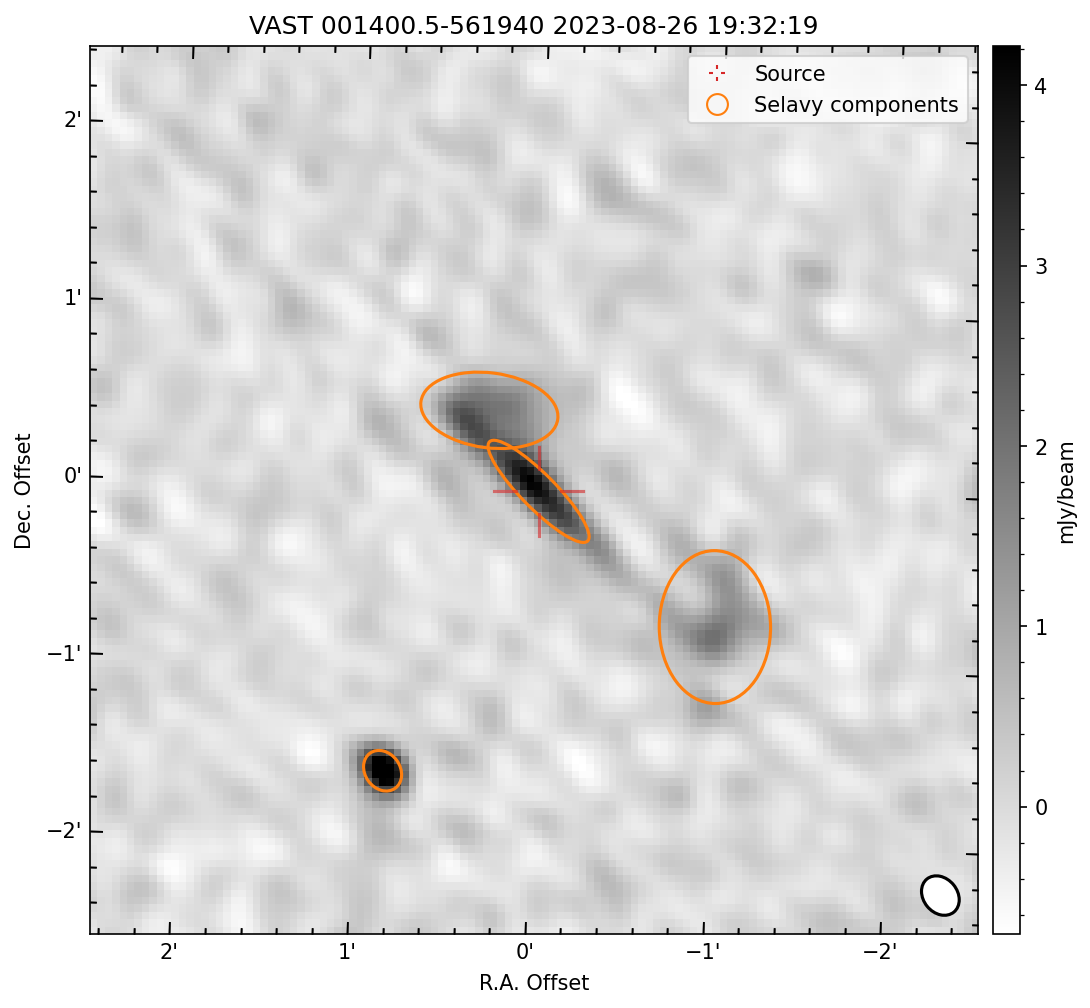 VAST 001400.5-561940 2023-08-26 19:32:19
Source
Selavy components
2'
1'
0'
−1'
−2'
Dec. Offset
2'
1'
0'
−1'
−2'
R.A. Offset
4
3
2
1
0
mJy/beam